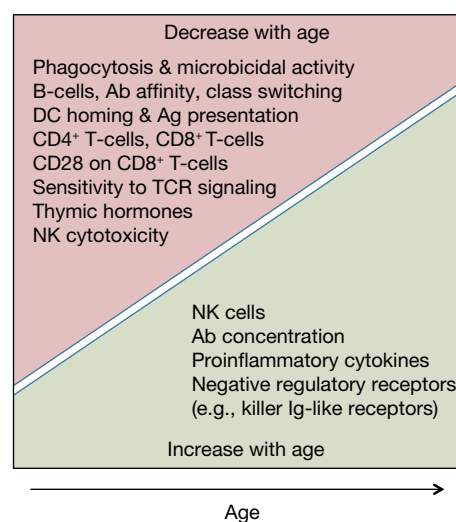 Decrease with age
Phagocytosis & microbicidal activity
B-cells, Ab affinity, class switching
DC homing & Ag presentation
CD4⁺ T-cells, CD8⁺ T-cells
CD28 on CD8⁺ T-cells
Sensitivity to TCR signaling
Thymic hormones
NK cytotoxicity
NK cells
Ab concentration
Proinflammatory cytokines
Negative regulatory receptors
(e.g., killer Ig-like receptors)
Increase with age
Age